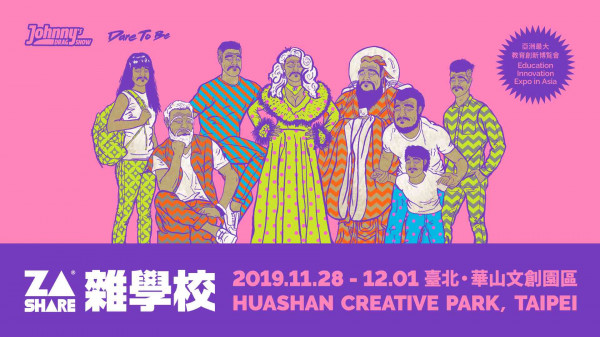 Johnny's
DRAG SHOW
Dare To Be
亞洲最大
教育創新博覽會
Education
Innovation
Expo in Asia
ZA®
SHARE
雜學校
2019.11.28 - 12.01 臺北・華山文創園區
HUASHAN CREATIVE PARK, TAIPEI